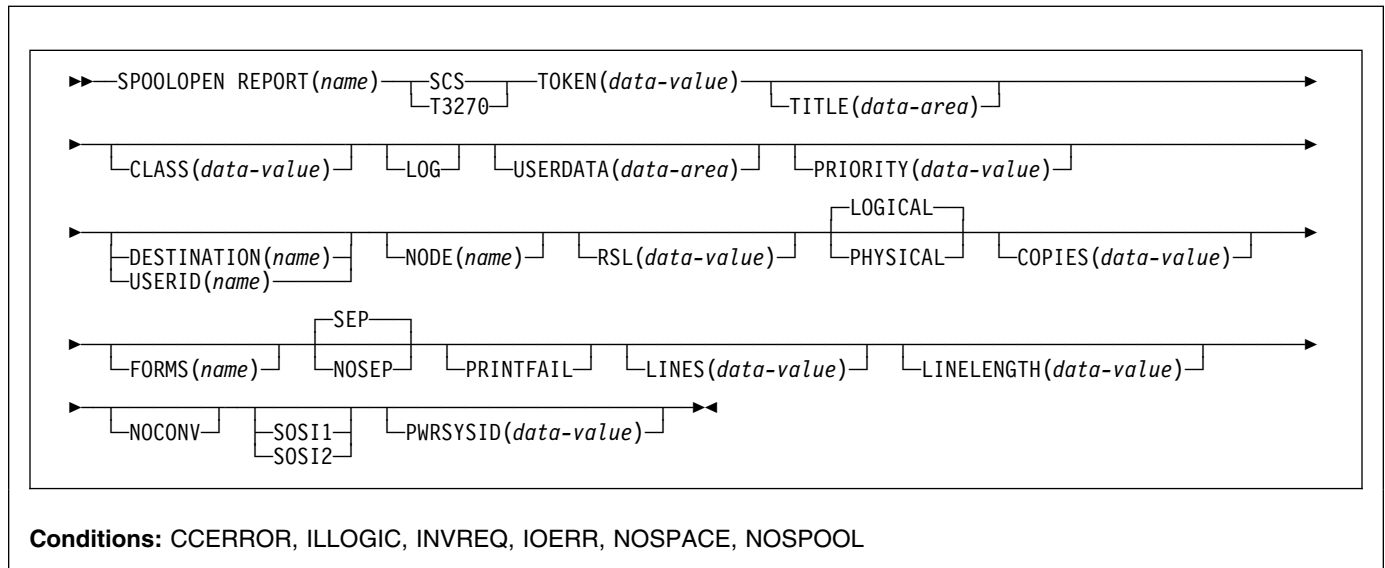 SPOOLOPEN REPORT(name) SCS TOKEN(data-value)
T3270 TITLE(data-area)
CLASS(data-value) LOG USERDATA(data-area) PRIORITY(data-value)
LOGICAL
DESTINATION(name) NODE(name) RSL(data-value) PHYSICAL COPIES(data-value)
USERID(name)
SEP
FORMS(name) NOSEP PRINTFAIL LINES(data-value) LINELENGTH(data-value)
NOCONV SOSI1 PWRSYSID(data-value)
SOSI2
Conditions: CCERROR, ILLOGIC, INVREQ, IOERR, NOSPACE, NOSPOOL